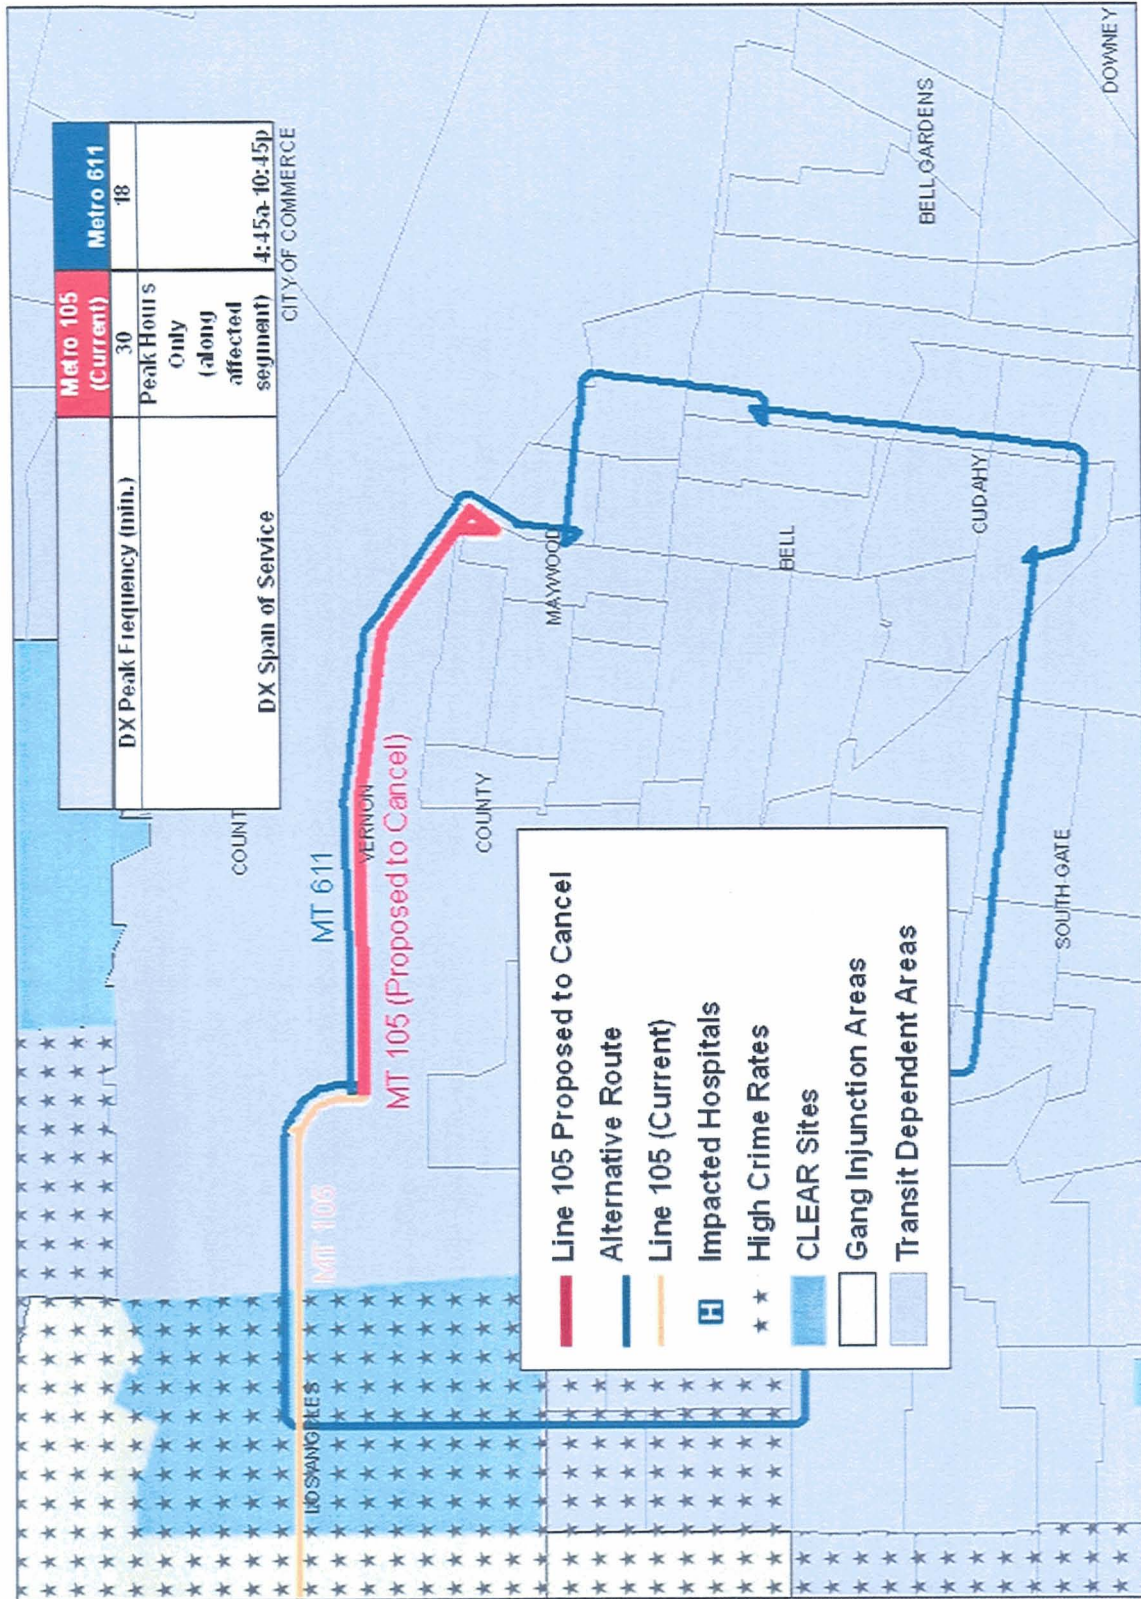 Metro 105
(Current)
Metro 611
DX Peak Frequency (min.)
30
18
DX Span of Service
Peak Hours
Only
(along
affected
segment)
4:45a-10:45p
CITY OF COMMERCE
COUNT
MT 611
VERNON
MT 105 (Proposed to Cancel)
MT 105
LOS ANGELES
COUNTY
MAYWOOD
BELL
BELL GARDENS
CUDAHY
SOUTH GATE
DOWNEY
Line 105 Proposed to Cancel
Alternative Route
Line 105 (Current)
H Impacted Hospitals
High Crime Rates
CLEAR Sites
Gang Injunction Areas
Transit Dependent Areas